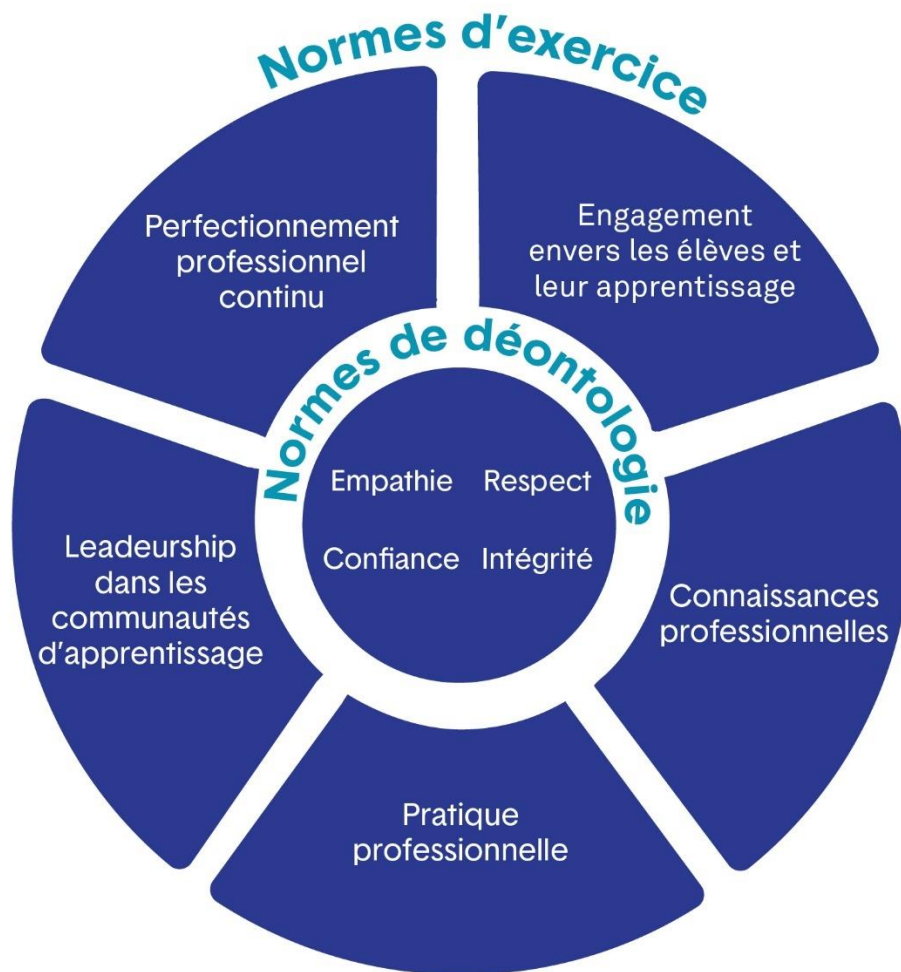 Normes d'exercice
Perfectionnement
professionnel
continu
Engagement
envers les élèves et
leur apprentissage
Normes de déontologie
Empathie Respect
Confiance Intégrité
Leadeurship
dans les
communautés
d'apprentissage
Connaissances
professionnelles
Pratique
professionnelle